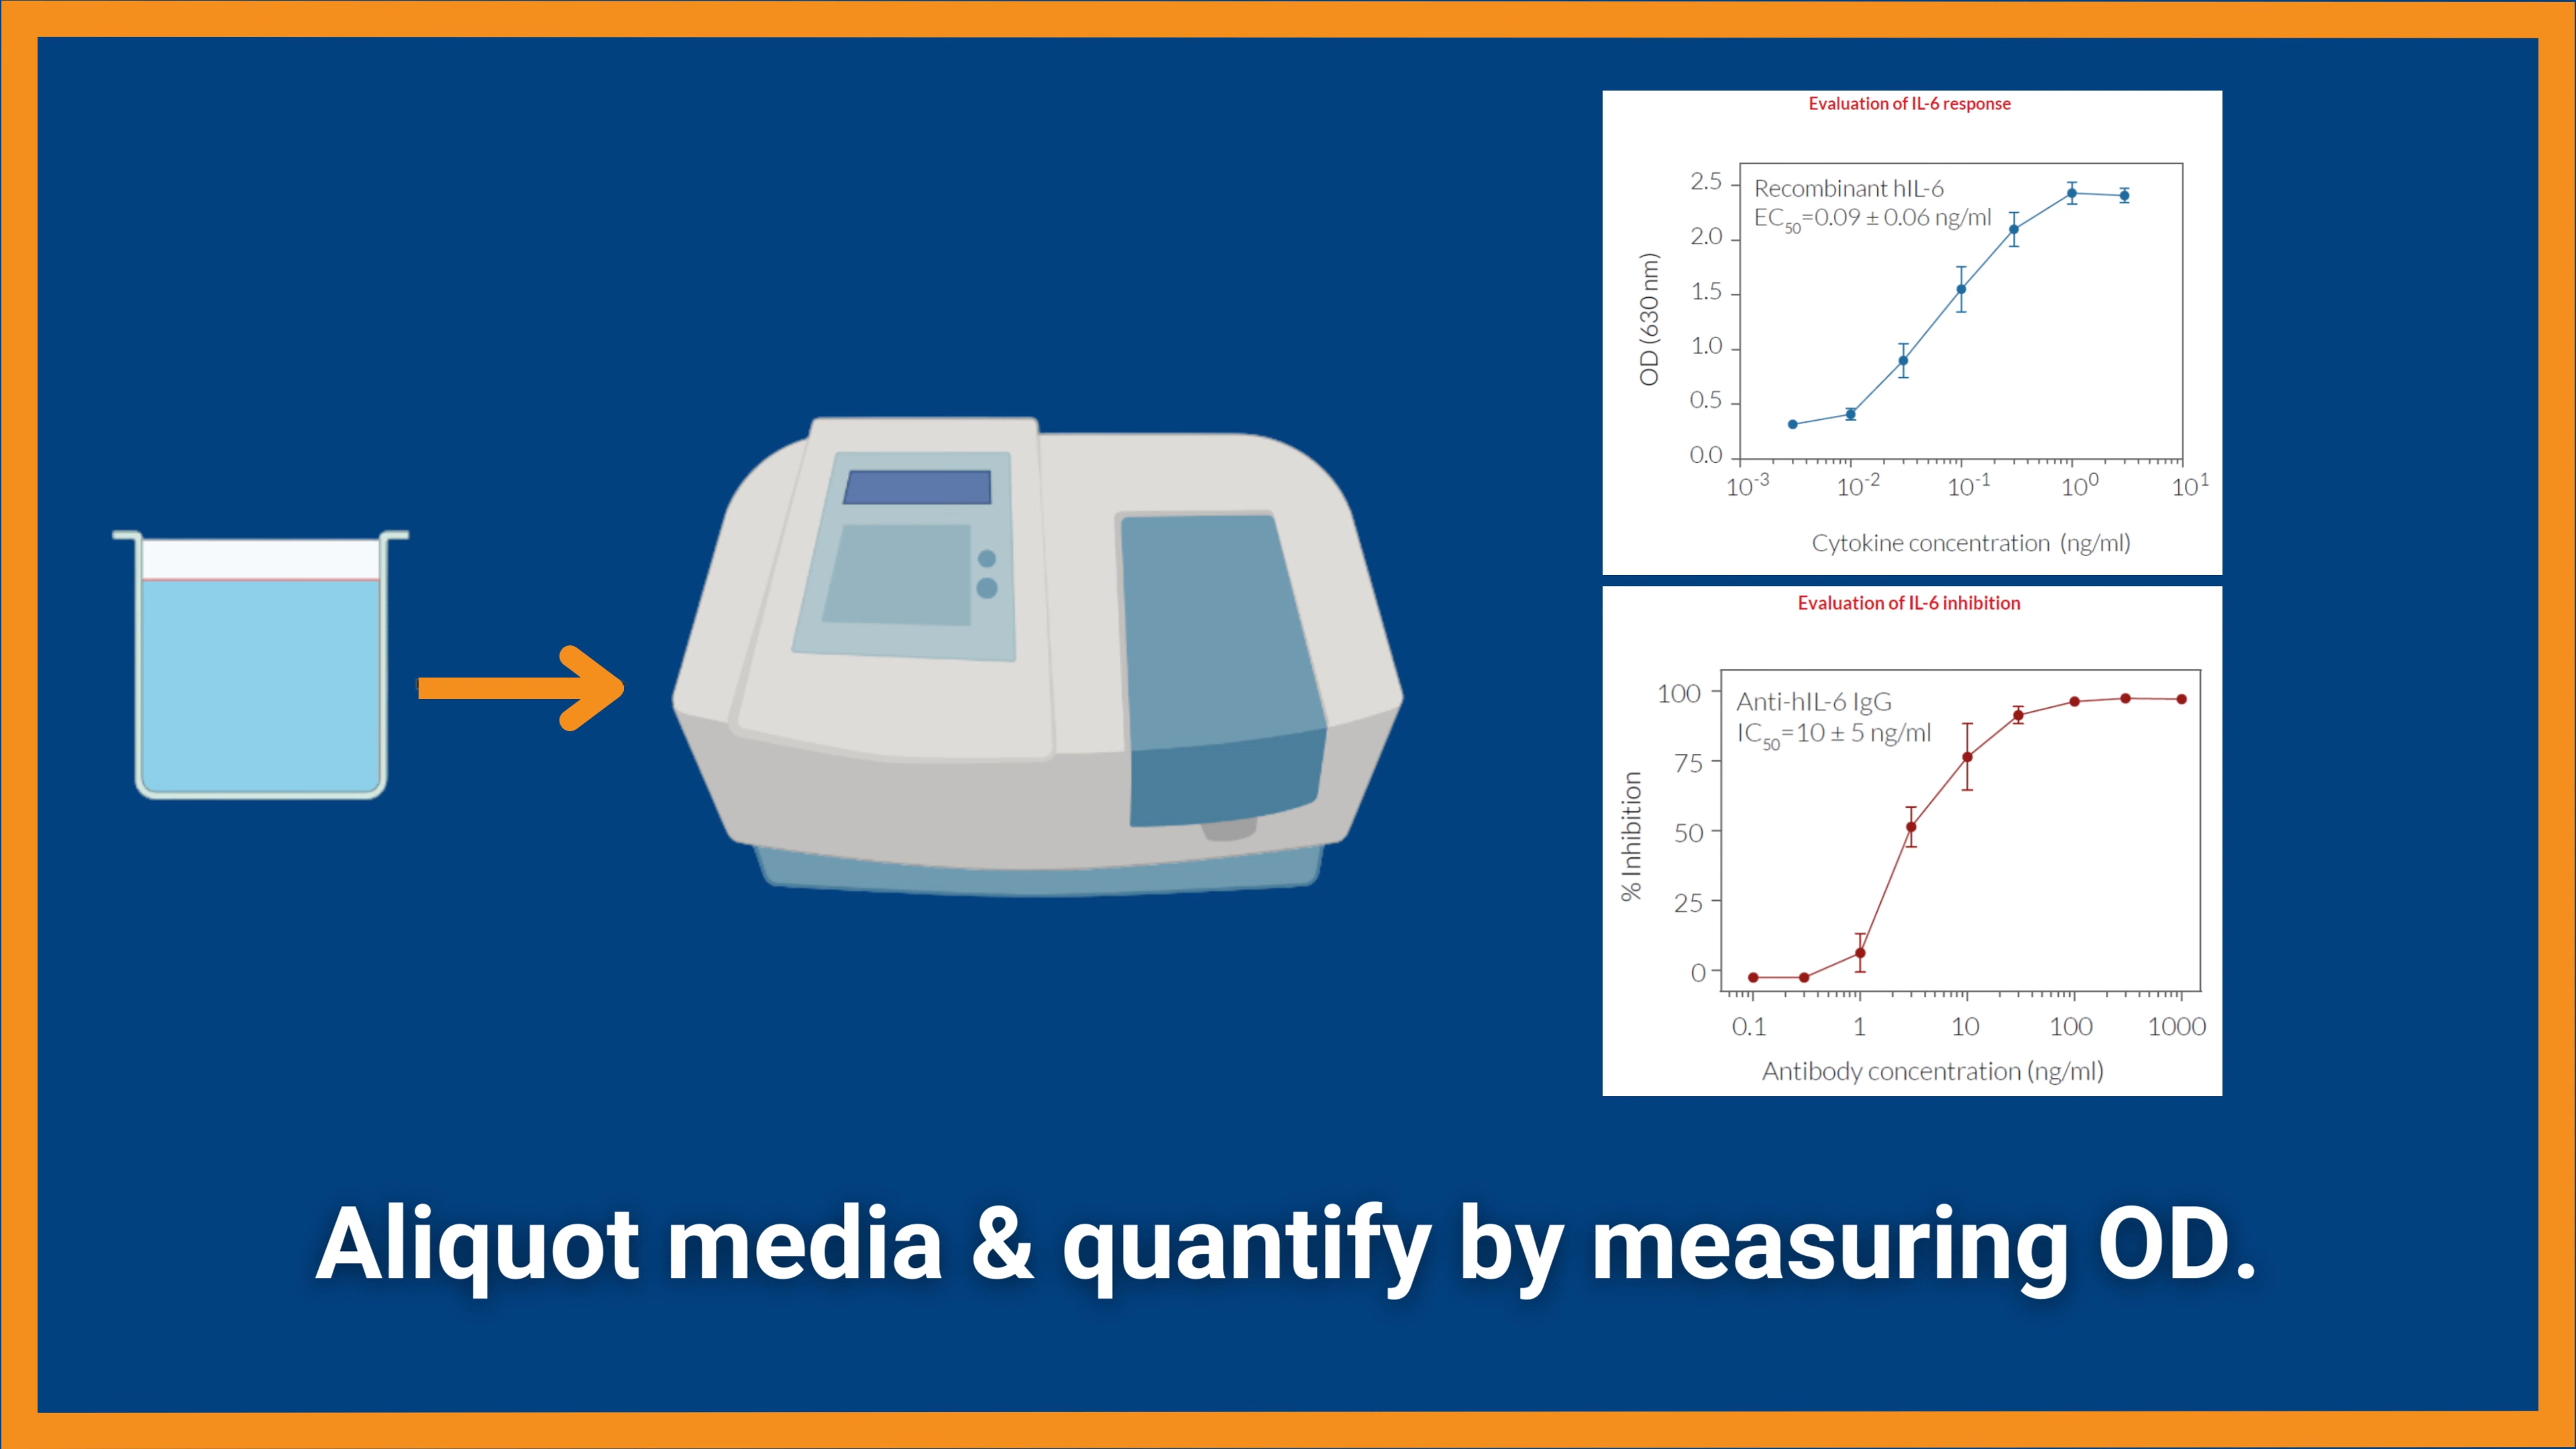 Evaluation of IL-6 response
Recombinant hIL-6
EC50=0.09 ± 0.06 ng/ml
OD (630 nm)
2.5
2.0
1.5
1.0
0.5
0.0
10-3 10-2 10-1 100 101
Cytokine concentration (ng/ml)
Evaluation of IL-6 inhibition
Anti-hIL-6 IgG
IC50=10 ± 5 ng/ml
% Inhibition
100
75
50
25
0
0.1 1 10 100 1000
Antibody concentration (ng/ml)
Aliquot media & quantify by measuring OD.